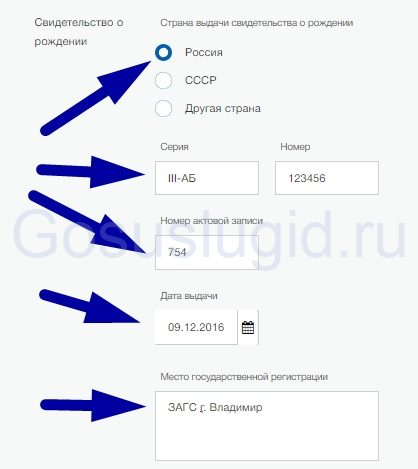 Свидетельство о
рождении
Страна выдачи свидетельства о рождении
Россия
СССР
Другая страна
Серия
Номер
III-АБ
123456
Номер актовой записи
Gosuslugid.ru
754
Дата выдачи
09.12.2016
Место государственной регистрации
ЗАГС г. Владимир